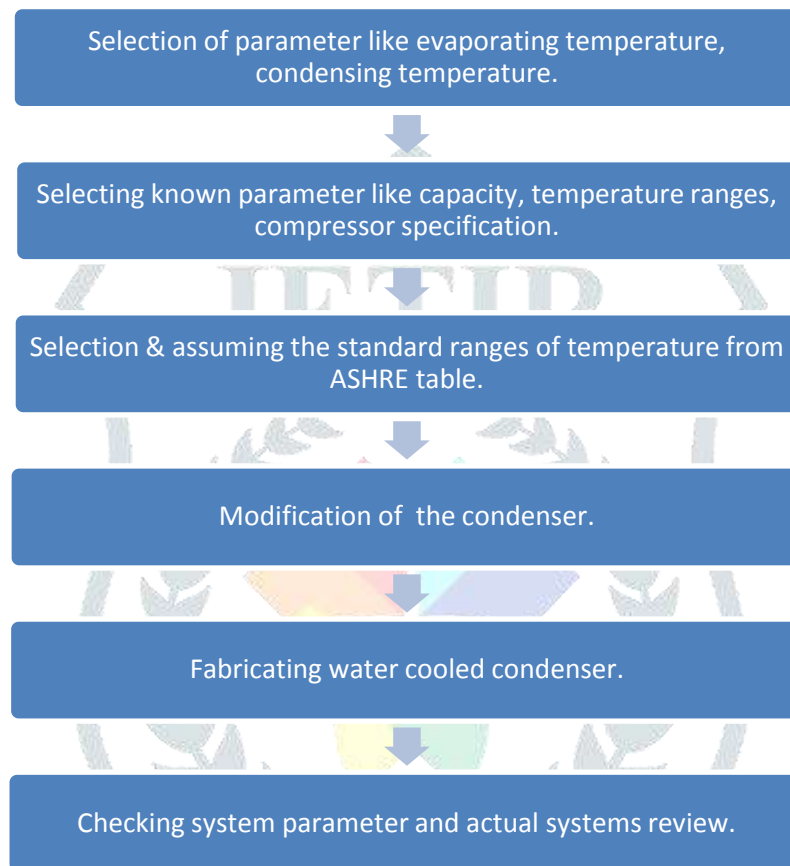 Selection of parameter like evaporating temperature,
condensing temperature.
Selecting known parameter like capacity, temperature ranges,
compressor specification.
JETIR
Selection & assuming the standard ranges of temperature from
ASHRE table.
Modification of the condenser.
Fabricating water cooled condenser.
Checking system parameter and actual systems review.